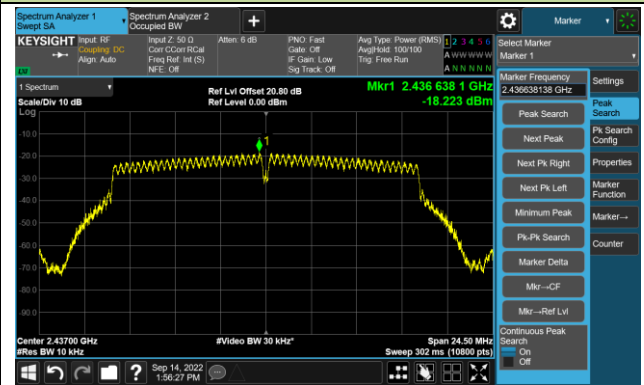 Spectrum Analyzer 1
Swept SA
Spectrum Analyzer 2
Occupied BW
+
Marker
KEYSIGHT
Input: RF
Coupling: DC
Align: Auto
Input Z: 50 Ω
Corr CCorr RCal
Freq Ref: Int (S)
NFE: Off
Atten: 6 dB
PNO: Fast
Gate: Off
IF Gain: Low
Sig Track: Off
Avg Type: Power (RMS)
Avg|Hold: 100/100
Trig: Free Run
1 2 3 4 5 6
A W W W W W
A N N N N N
LXI
Select Marker
Marker 1
1 Spectrum
Scale/Div 10 dB
Log
Ref Lvl Offset 20.80 dB
Ref Level 0.00 dBm
Mkr1 2.436 638 1 GHz
-18.223 dBm
Marker Frequency
2.436638138 GHz
Peak Search
Next Peak
Next Pk Right
Next Pk Left
Minimum Peak
Pk-Pk Search
Marker Delta
Mkr→CF
Mkr→Ref Lvl
Continuous Peak
Search
On
Off
Settings
Peak
Search
Pk Search
Config
Properties
Marker
Function
Marker→
Counter
-10.0
-20.0
-30.0
-40.0
-50.0
-60.0
-70.0
-80.0
-90.0
1
Center 2.43700 GHz
#Res BW 10 kHz
#Video BW 30 kHz*
Span 24.50 MHz
Sweep 302 ms (10800 pts)
?
Sep 14, 2022
1:56:27 PM